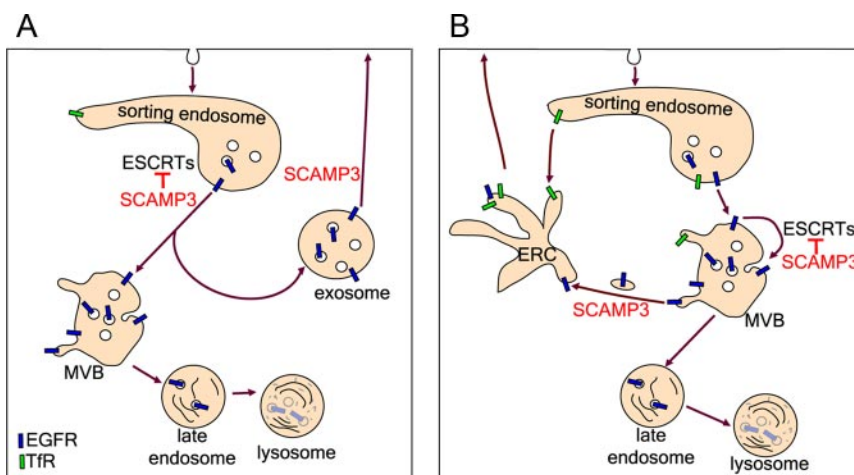 A
sorting endosome
ESCRTs
SCAMP3
SCAMP3
exosome
MVB
late
endosome
lysosome
EGFR
TfR
B
sorting endosome
ERC
ESCRTs
SCAMP3
SCAMP3
MVB
late
endosome
lysosome